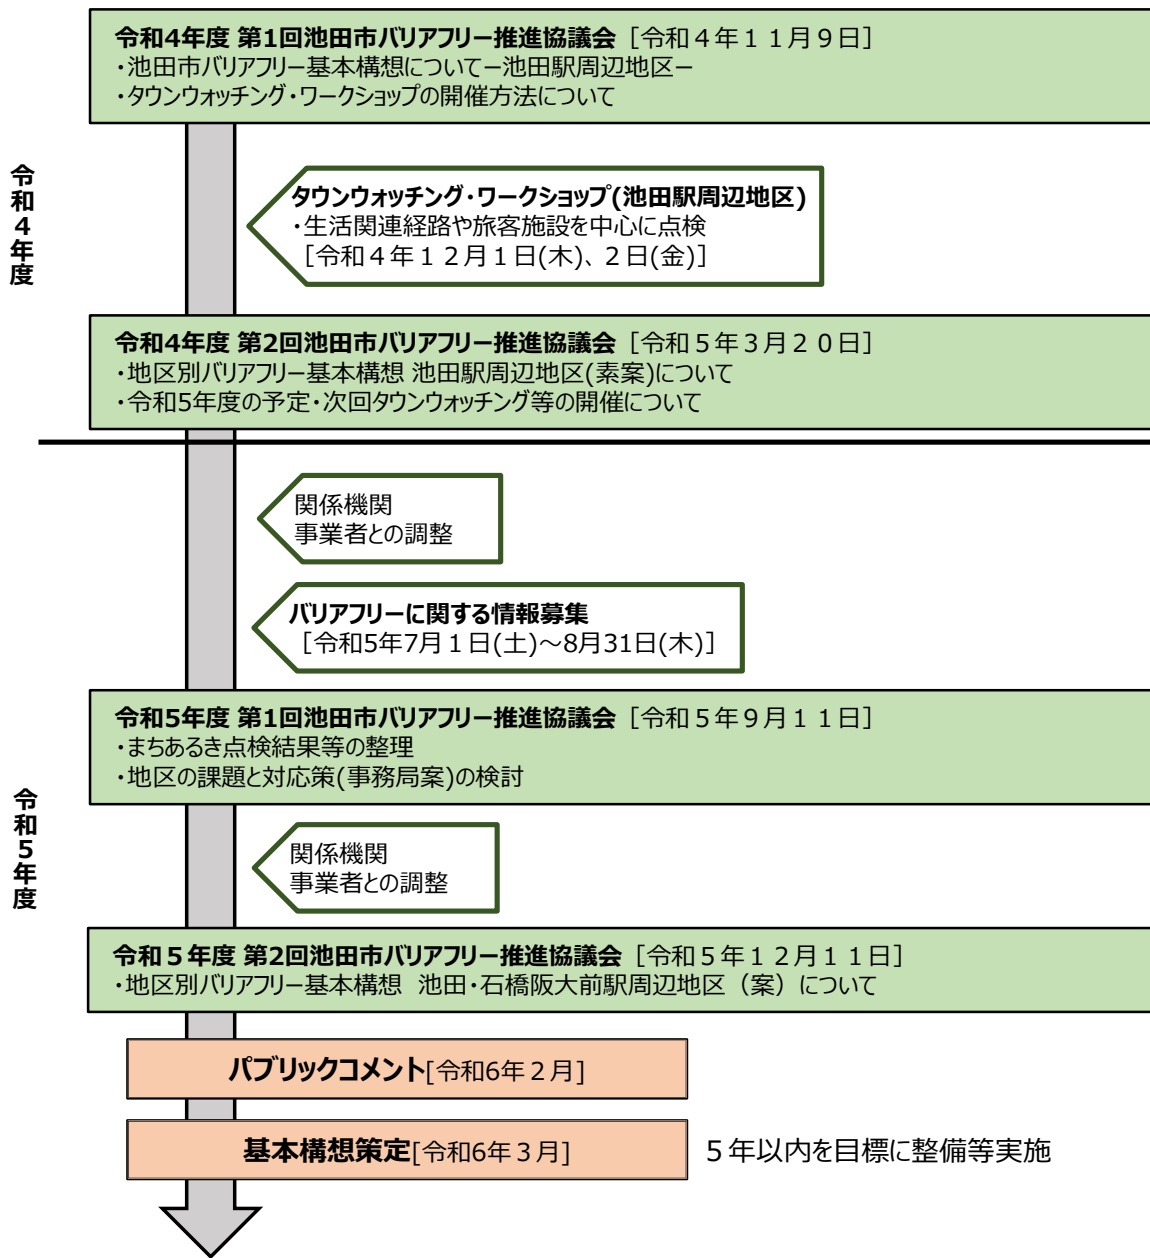 令和4年度 第1回池田市バリアフリー推進協議会［令和４年１１月９日］
・池田市バリアフリー基本構想について－池田駅周辺地区－
・タウンウォッチング・ワークショップの開催方法について
令和４年度
タウンウォッチング・ワークショップ(池田駅周辺地区)
・生活関連経路や旅客施設を中心に点検
［令和４年１２月１日(木)、２日(金)］
令和4年度 第2回池田市バリアフリー推進協議会［令和５年３月２０日］
・地区別バリアフリー基本構想 池田駅周辺地区(素案)について
・令和5年度の予定・次回タウンウォッチング等の開催について
関係機関
事業者との調整
バリアフリーに関する情報募集
［令和5年7月１日(土)～8月31日(木)］
令和5年度 第1回池田市バリアフリー推進協議会［令和５年９月１１日］
・まちあるき点検結果等の整理
・地区の課題と対応策(事務局案)の検討
令和５年度
関係機関
事業者との調整
令和５年度 第2回池田市バリアフリー推進協議会［令和５年１２月１１日］
・地区別バリアフリー基本構想 池田・石橋阪大前駅周辺地区（案）について
パブリックコメント[令和6年２月]
基本構想策定[令和6年３月]
５年以内を目標に整備等実施